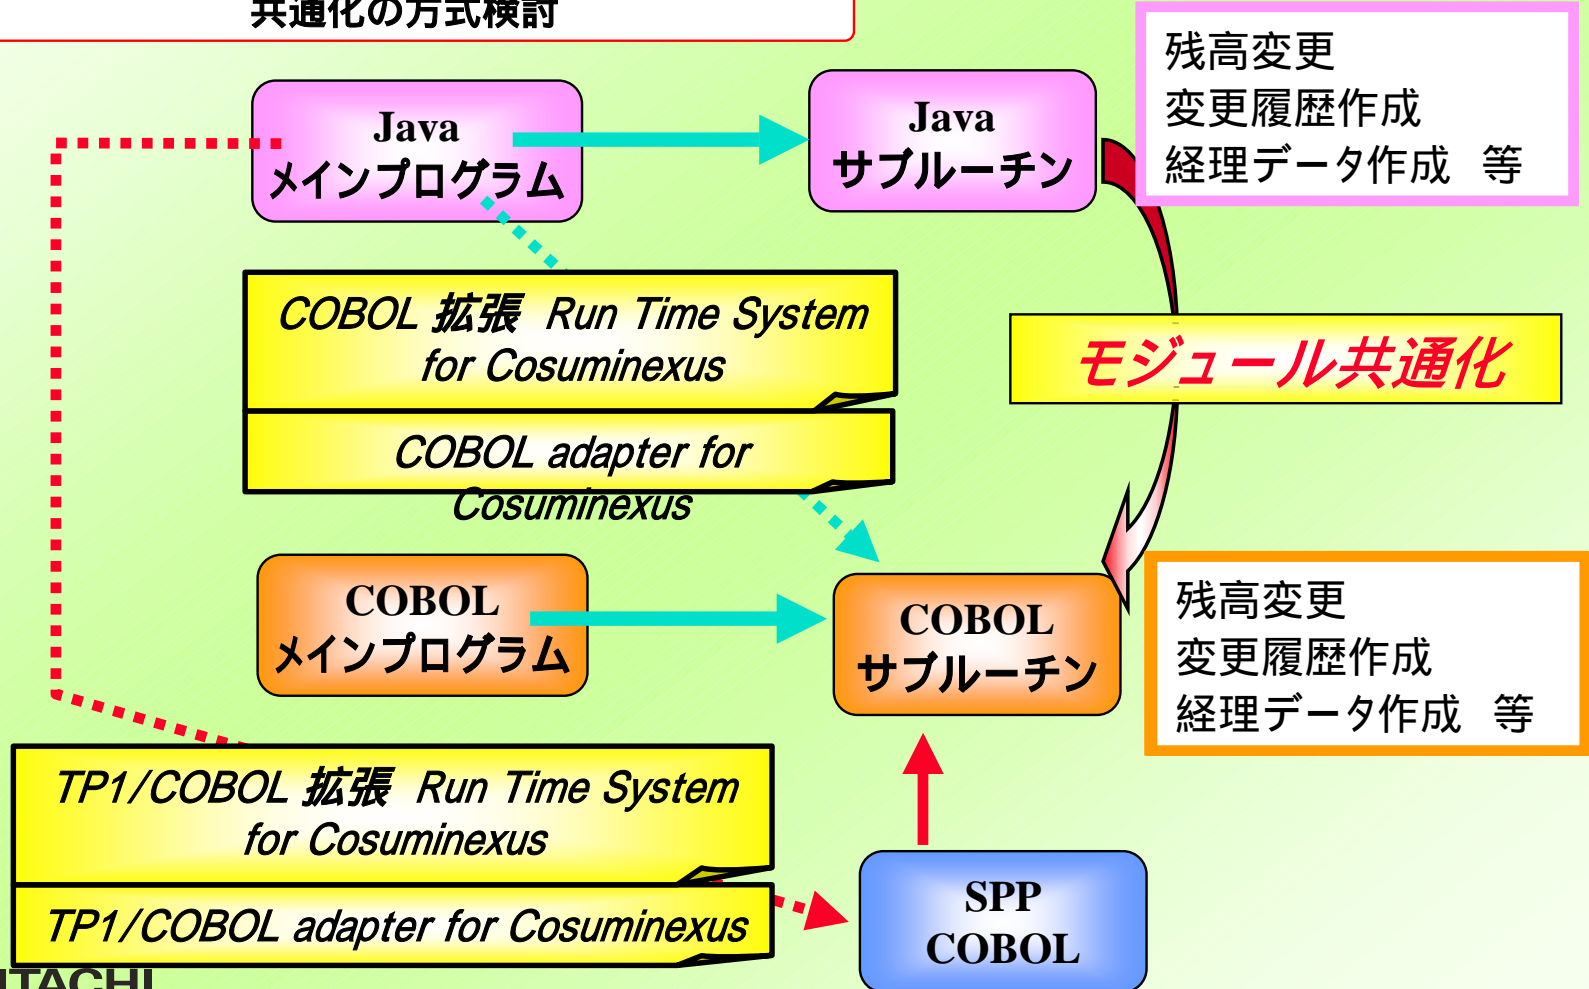 共通化の方式検討
残高変更
変更履歴作成
経理データ作成　等
Java
メインプログラム
Java
サブルーチン
COBOL 拡張 Run Time System
for Cosuminexus
モジュール共通化
COBOL adapter for
Cosuminexus
COBOL
メインプログラム
COBOL
サブルーチン
残高変更
変更履歴作成
経理データ作成　等
TP1/COBOL 拡張 Run Time System
for Cosuminexus
TP1/COBOL adapter for Cosuminexus
SPP
COBOL
ITACHI